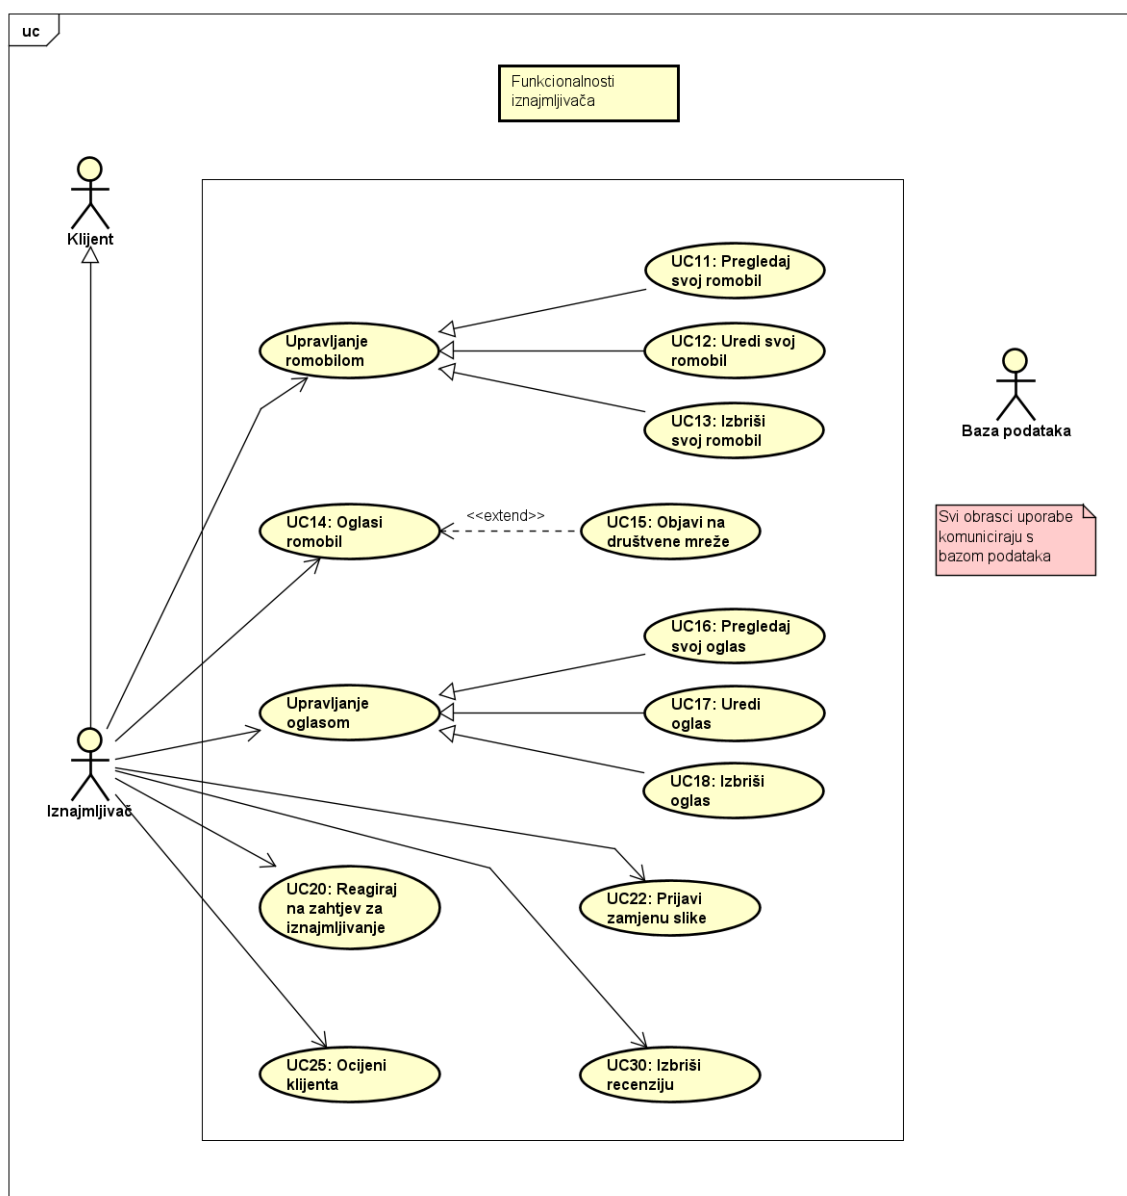 uc
Funkcionalnosti
iznajmljivača
Klijent
UC11: Pregledaj
svoj romobil
Upravljanje
romobilom
UC12: Uredi svoj
romobil
UC13: Izbriši
svoj romobil
Baza podataka
UC14: Oglasi
romobil
<<extend>>
UC15: Objavi na
društvene mreže
Svi obrasci uporabe
komuniciraju s
bazom podataka
UC16: Pregledaj
svoj oglas
Upravljanje
oglasom
UC17: Uredi
oglas
UC18: Izbriši
oglas
Iznajmljivač
UC20: Reagiraj
na zahtjev za
iznajmljivanje
UC22: Prijavi
zamjenu slike
UC25: Ocijeni
klijenta
UC30: Izbriši
recenziju